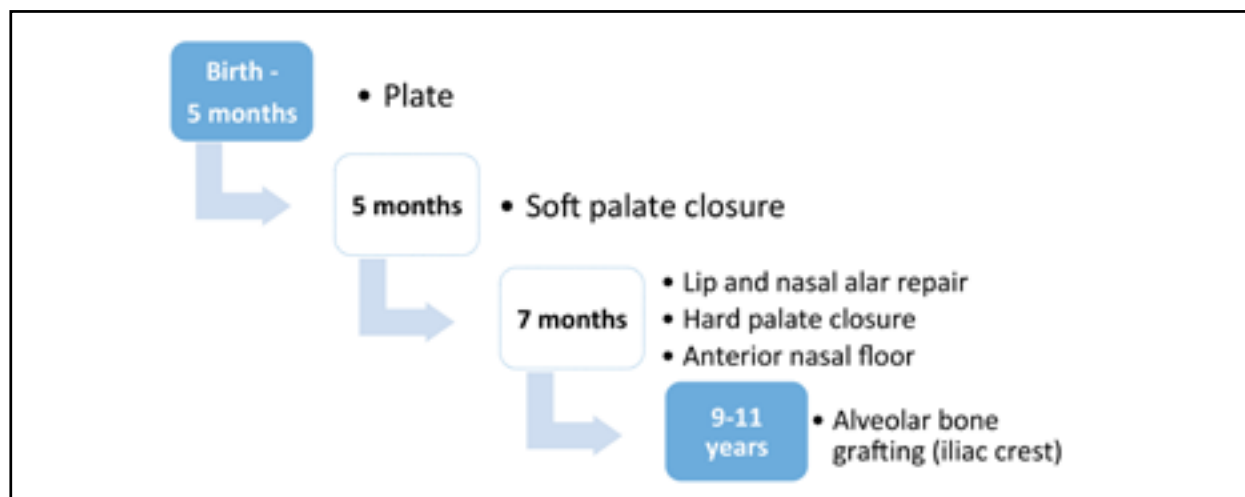 Birth -
5 months
• Plate
5 months
• Soft palate closure
7 months
• Lip and nasal alar repair
• Hard palate closure
• Anterior nasal floor
9-11
years
• Alveolar bone
grafting (iliac crest)